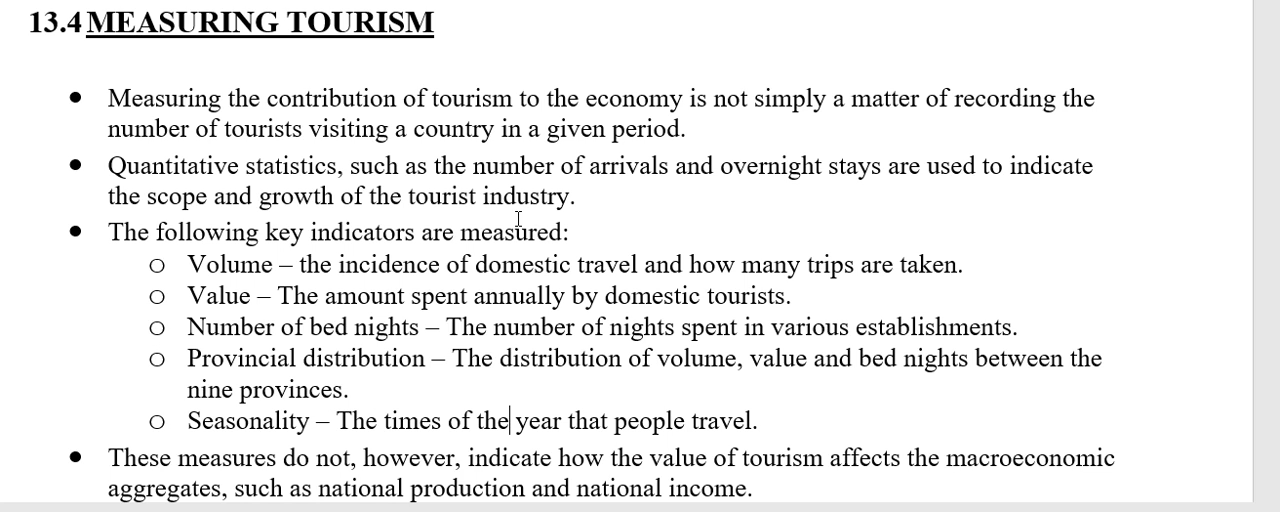 13.4 MEASURING TOURISM
• Measuring the contribution of tourism to the economy is not simply a matter of recording the
number of tourists visiting a country in a given period.
• Quantitative statistics, such as the number of arrivals and overnight stays are used to indicate
the scope and growth of the tourist industry.
• The following key indicators are measured:
o Volume – the incidence of domestic travel and how many trips are taken.
o Value – The amount spent annually by domestic tourists.
o Number of bed nights – The number of nights spent in various establishments.
o Provincial distribution – The distribution of volume, value and bed nights between the
nine provinces.
o Seasonality – The times of the year that people travel.
• These measures do not, however, indicate how the value of tourism affects the macroeconomic
aggregates, such as national production and national income.